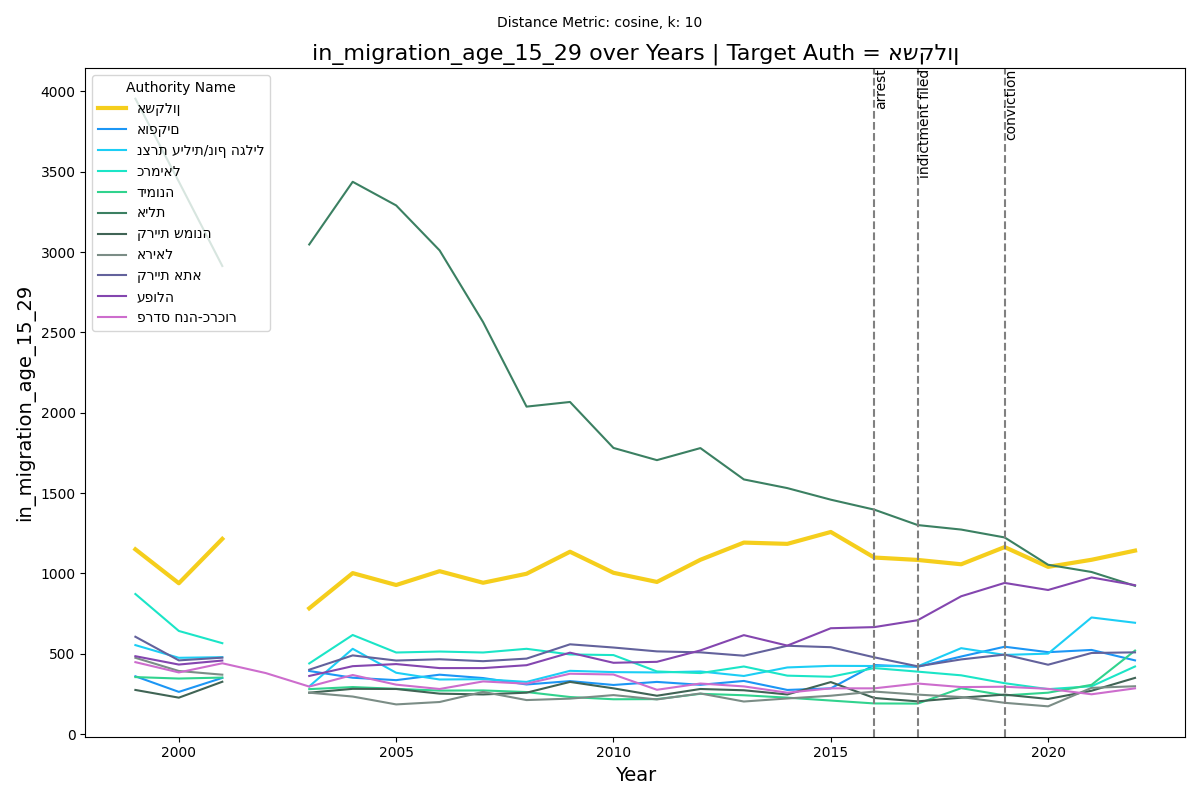 Distance Metric: cosine, k: 10
in_migration_age_15_29 over Years | Target Auth = אשקלון
Authority Name
אשקלון
אופקים
נצרת עילית/נוף הגליל
כרמיאל
דימונה
אילת
קריית שמונה
אריאל
קריית אתא
עפולה
פרדס חנה-כרכור
arrest
indictment filed
conviction
in_migration_age_15_29
4000
3500
3000
2500
2000
1500
1000
500
0
2000
2005
2010
2015
2020
Year